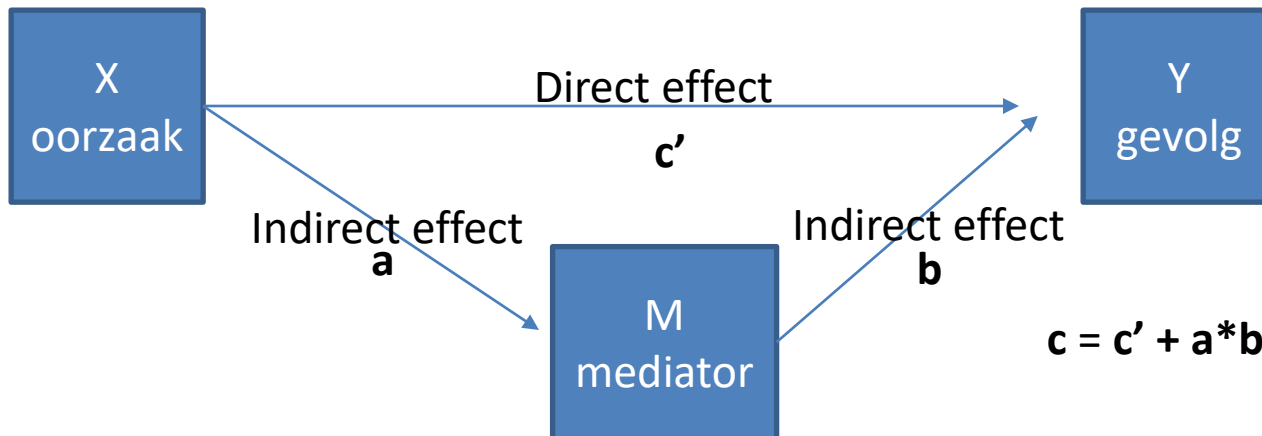 X
oorzaak
Direct effect
c’
Y
gevolg
Indirect effect
a
Indirect effect
b
M
mediator
c = c’ + a*b